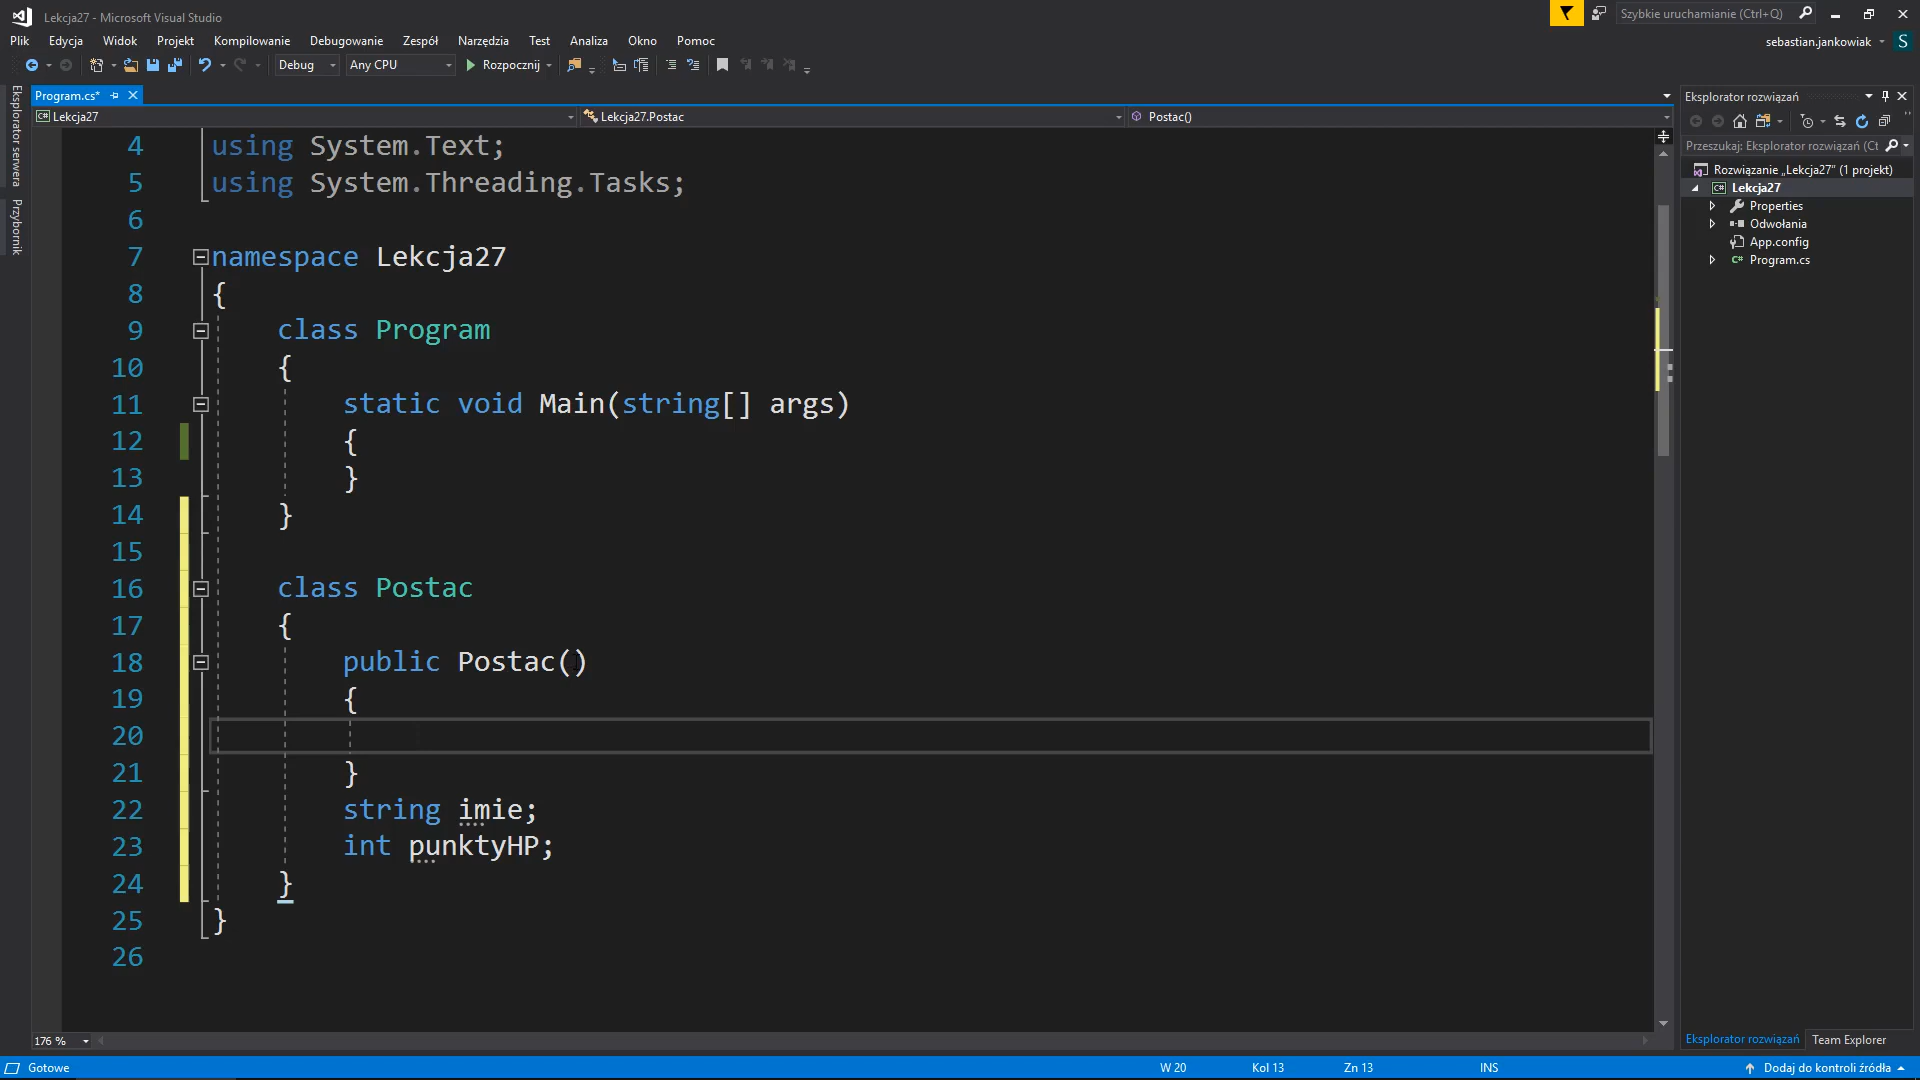 Lekcja27 - Microsoft Visual Studio
Szybkie uruchamianie (Ctrl+Q)
Plik Edycja Widok Projekt Kompilowanie Debugowanie Zespół Narzędzia Test Analiza Okno Pomoc
sebastian.jankowiak S
Debug Any CPU Rozpocznij
Eksplorator serwera
Przybornik
Program.cs*
Lekcja27 Lekcja27.Postac Postac()
4 using System.Text;
5 using System.Threading.Tasks;
6
7 namespace Lekcja27
8 {
9 class Program
10 {
11 static void Main(string[] args)
12 {
13 }
14 }
15
16 class Postac
17 {
18 public Postac()
19 {
20
21 }
22 string imie;
23 int punktyHP;
24 }
25 }
26
176 %
Eksplorator rozwiązań
Przeszukaj: Eksplorator rozwiązań (Ct
Rozwiązanie „Lekcja27" (1 projekt)
C# Lekcja27
Properties
Odwołania
App.config
C# Program.cs
Eksplorator rozwiązań Team Explorer
Gotowe W 20 Kol 13 Zn 13 INS Dodaj do kontroli źródła